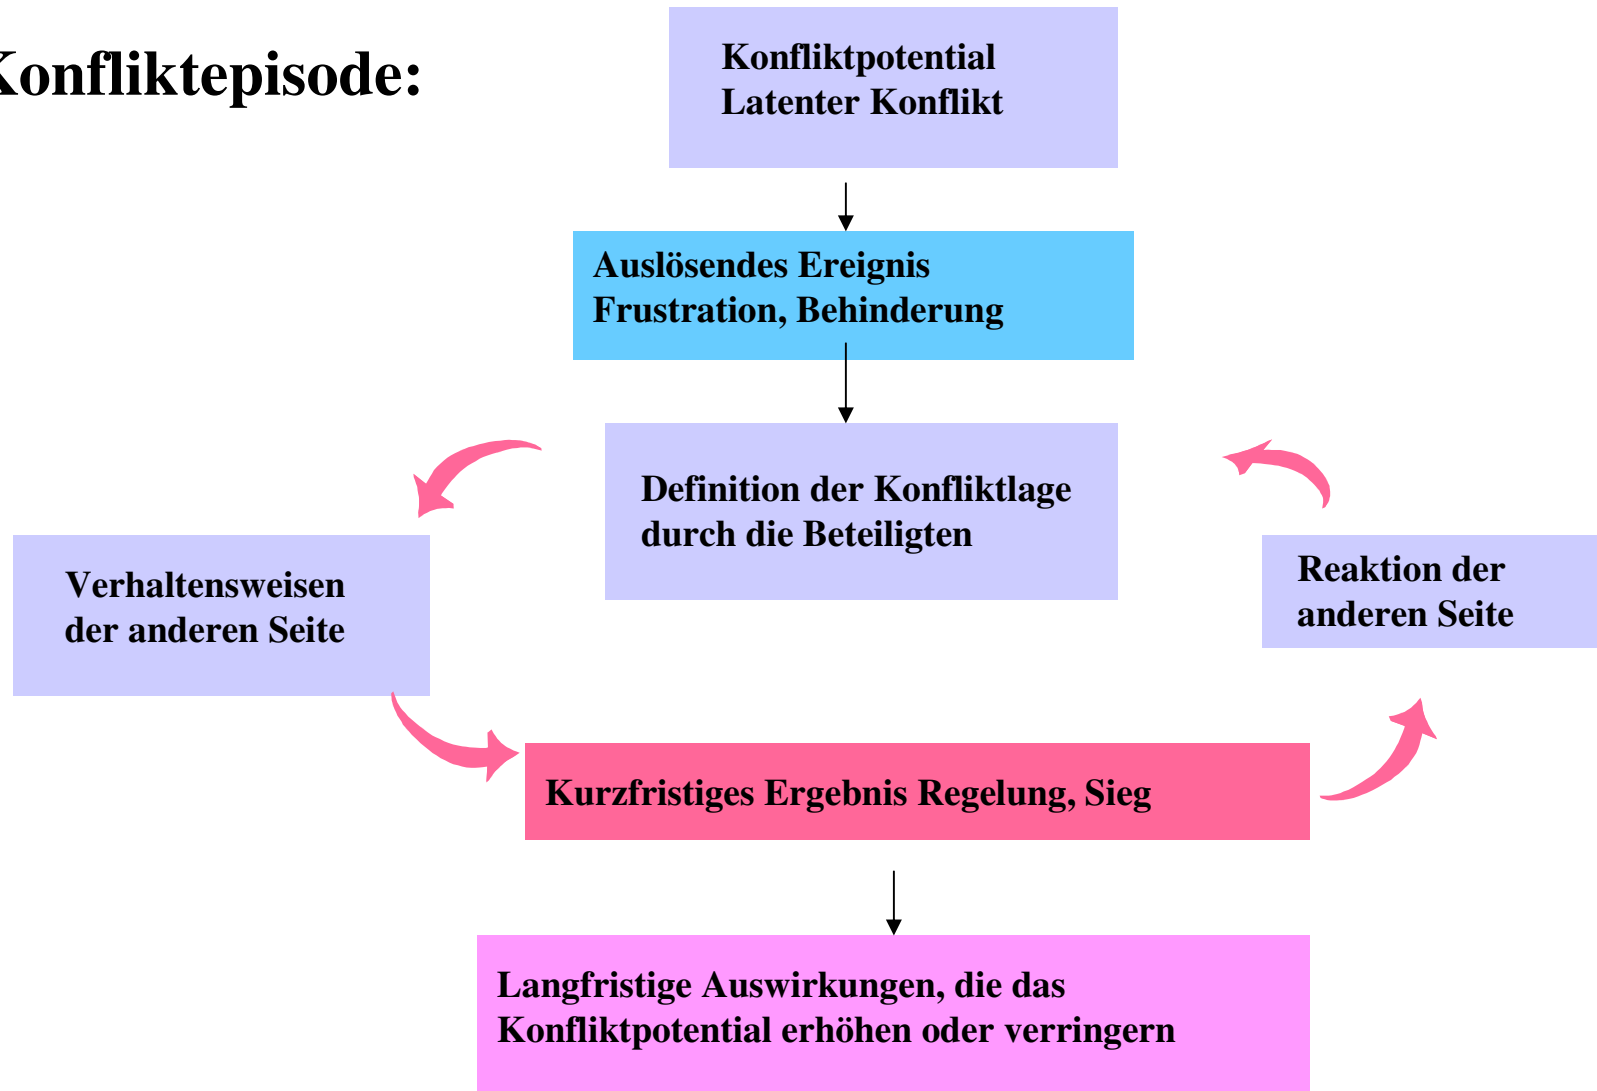 Konfliktepisode:
Konfliktpotential
Latenter Konflikt
Auslösendes Ereignis
Frustration, Behinderung
Definition der Konfliktlage
durch die Beteiligten
Verhaltensweisen
der anderen Seite
Reaktion der
anderen Seite
Kurzfristiges Ergebnis Regelung, Sieg
Langfristige Auswirkungen, die das
Konfliktpotential erhöhen oder verringern